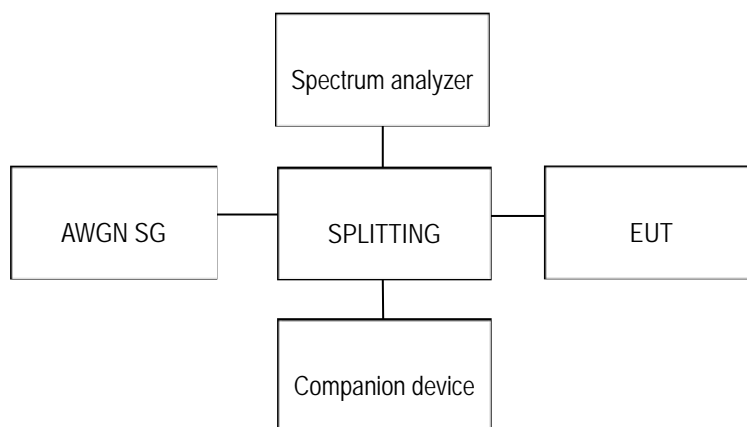 Spectrum analyzer
AWGN SG
SPLITTING
EUT
Companion device